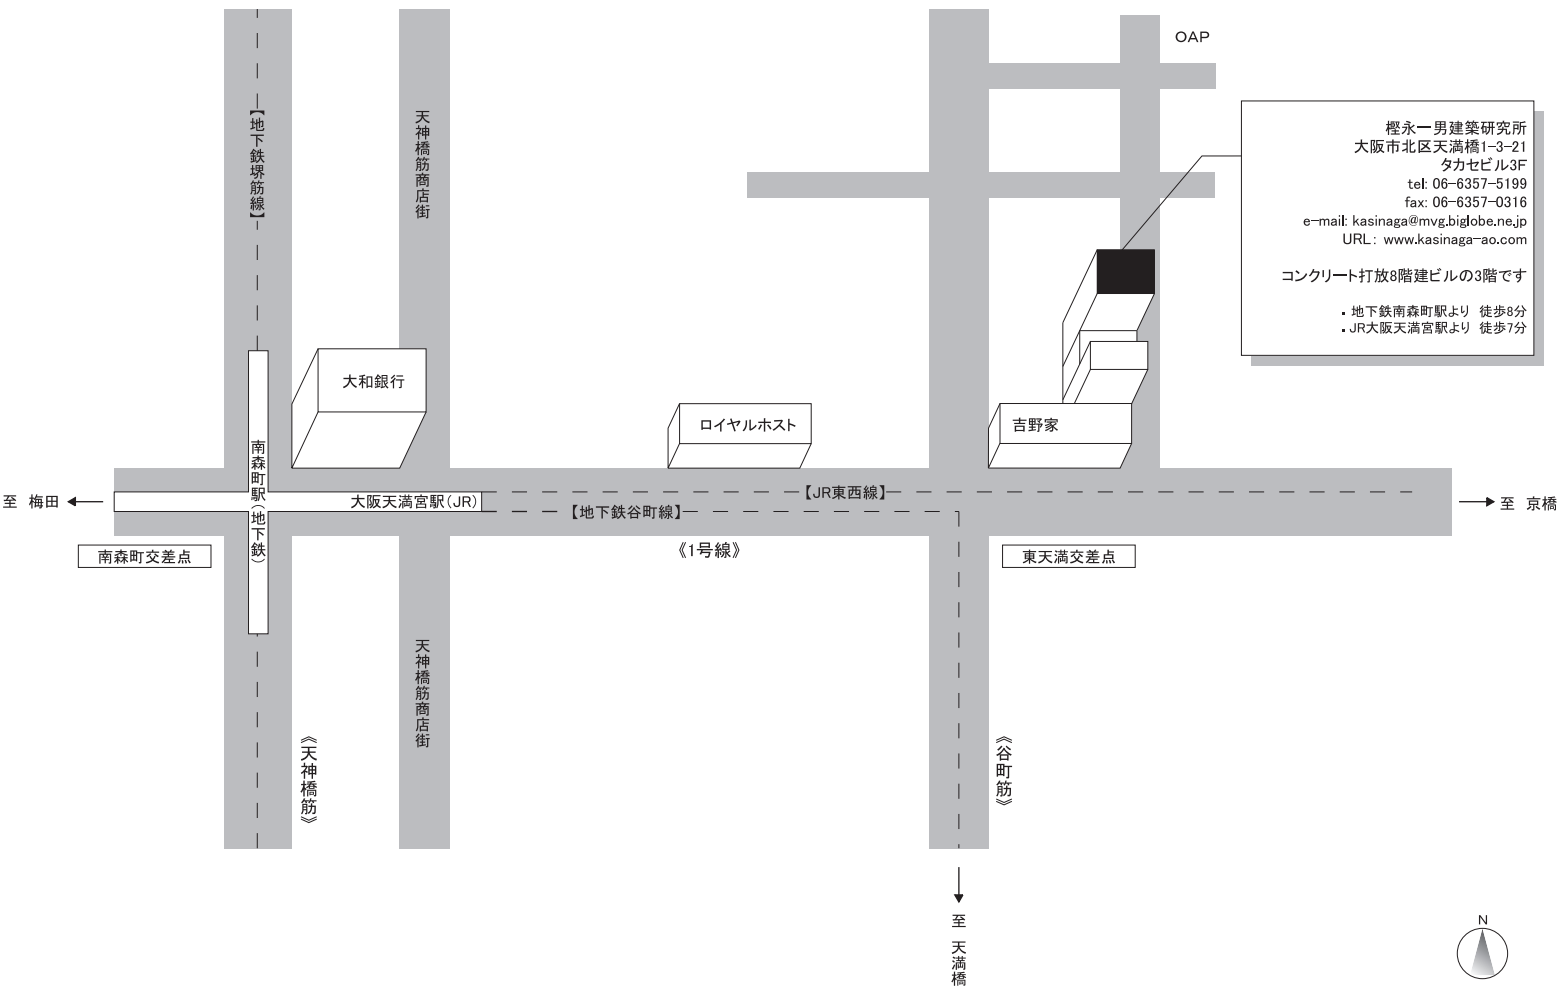 OAP
【地下鉄堺筋線】
天神橋筋商店街
樫永一男建築研究所
大阪市北区天満橋1-3-21
タカセビル3F
tel: 06-6357-5199
fax: 06-6357-0316
e-mail: kasinaga@mvg.biglobe.ne.jp
URL: www.kasinaga-ao.com
コンクリート打放8階建ビルの3階です
. 地下鉄南森町駅より 徒歩8分
. JR大阪天満宮駅より 徒歩7分
大和銀行
ロイヤルホスト
吉野家
南森町駅(地下鉄)
至 梅田
大阪天満宮駅(JR)
【JR東西線】
【地下鉄谷町線】
至 京橋
南森町交差点
《1号線》
東天満交差点
天神橋筋商店街
《天神橋筋》
《谷町筋》
至 天満橋
N